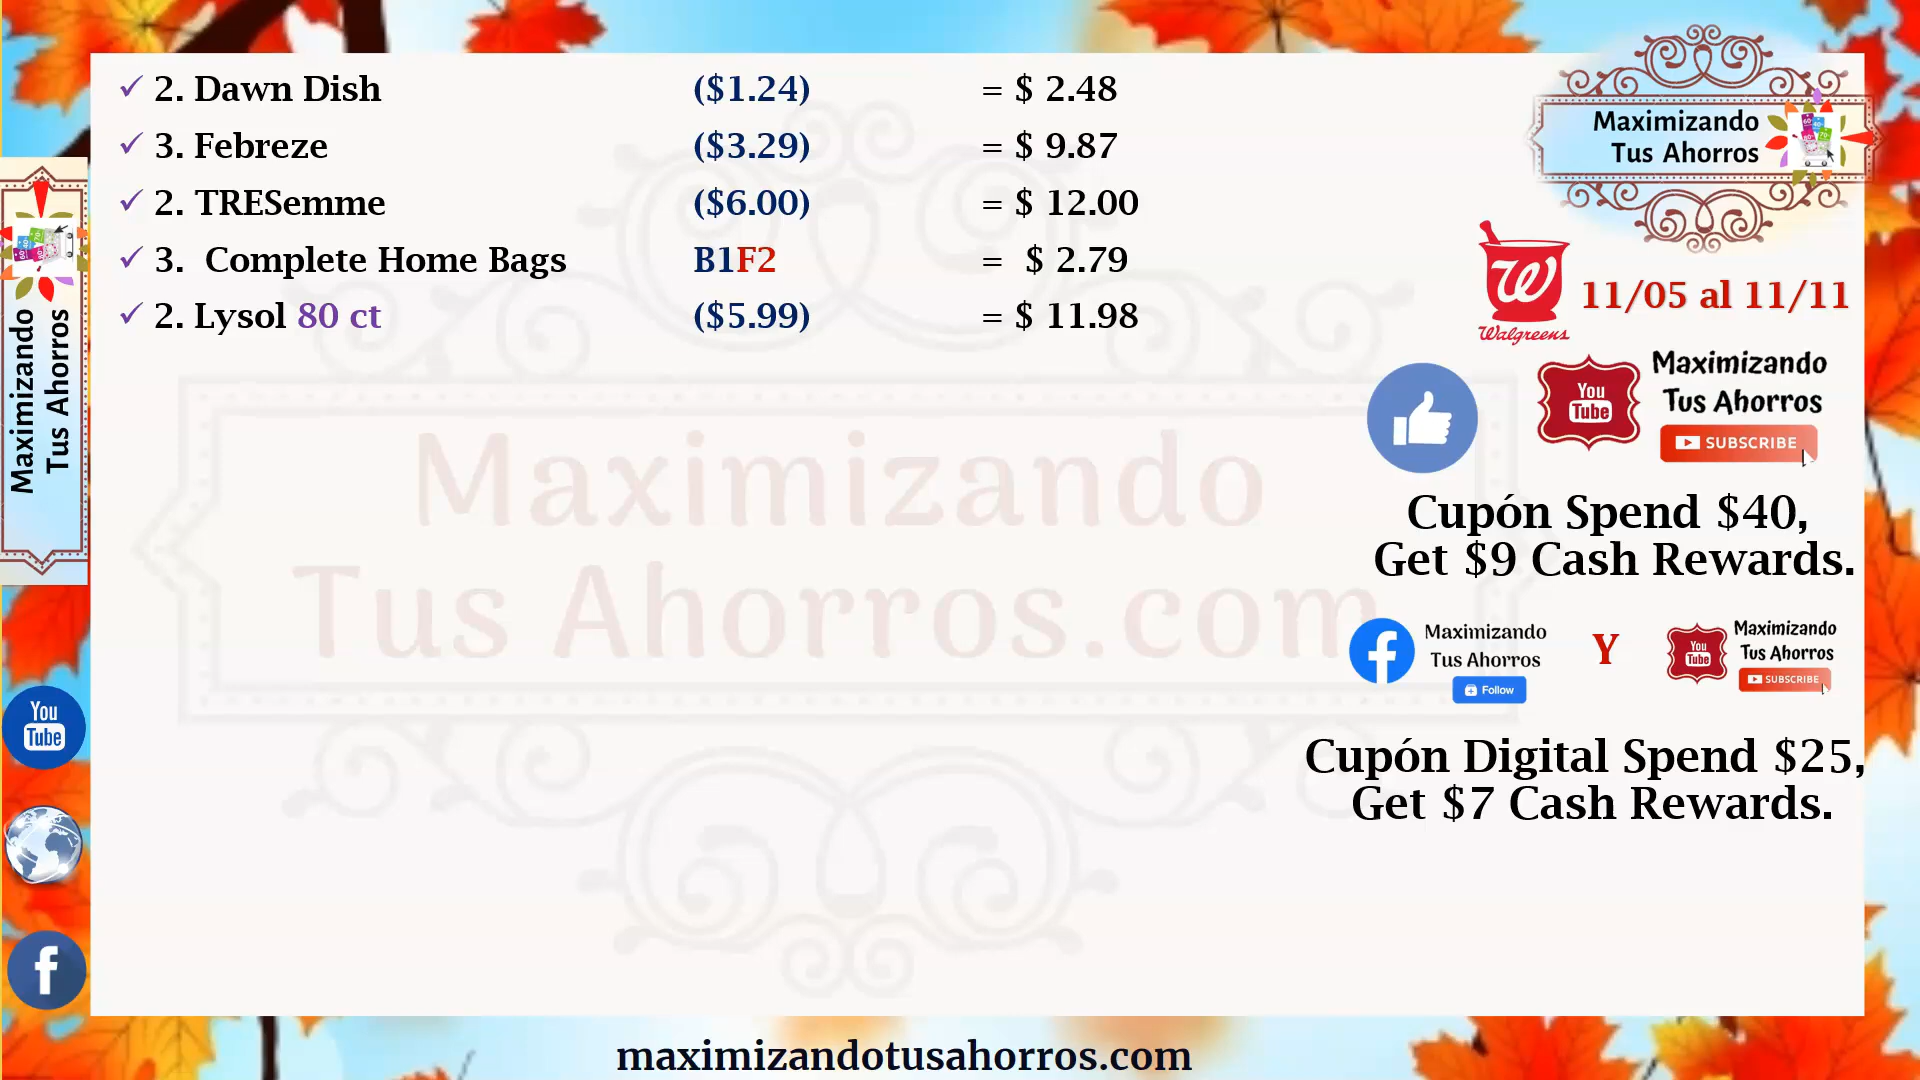 ✓ 2. Dawn Dish ($1.24) = $ 2.48
✓ 3. Febreze ($3.29) = $ 9.87
✓ 2. TRESemme ($6.00) = $ 12.00
✓ 3. Complete Home Bags B1F2 = $ 2.79
✓ 2. Lysol 80 ct ($5.99) = $ 11.98
Maximizando
Tus Ahorros
Walgreens
11/05 al 11/11
You
Tube
Maximizando
Tus Ahorros
SUBSCRIBE
Cupón Spend $40,
Get $9 Cash Rewards.
Maximizando
Tus Ahorros
Follow
Y
You
Tube
Maximizando
Tus Ahorros
SUBSCRIBE
Cupón Digital Spend $25,
Get $7 Cash Rewards.
Maximizando
Tus Ahorros.com
Maximizando
Tus Ahorros
You
Tube
maximizandotusahorros.com